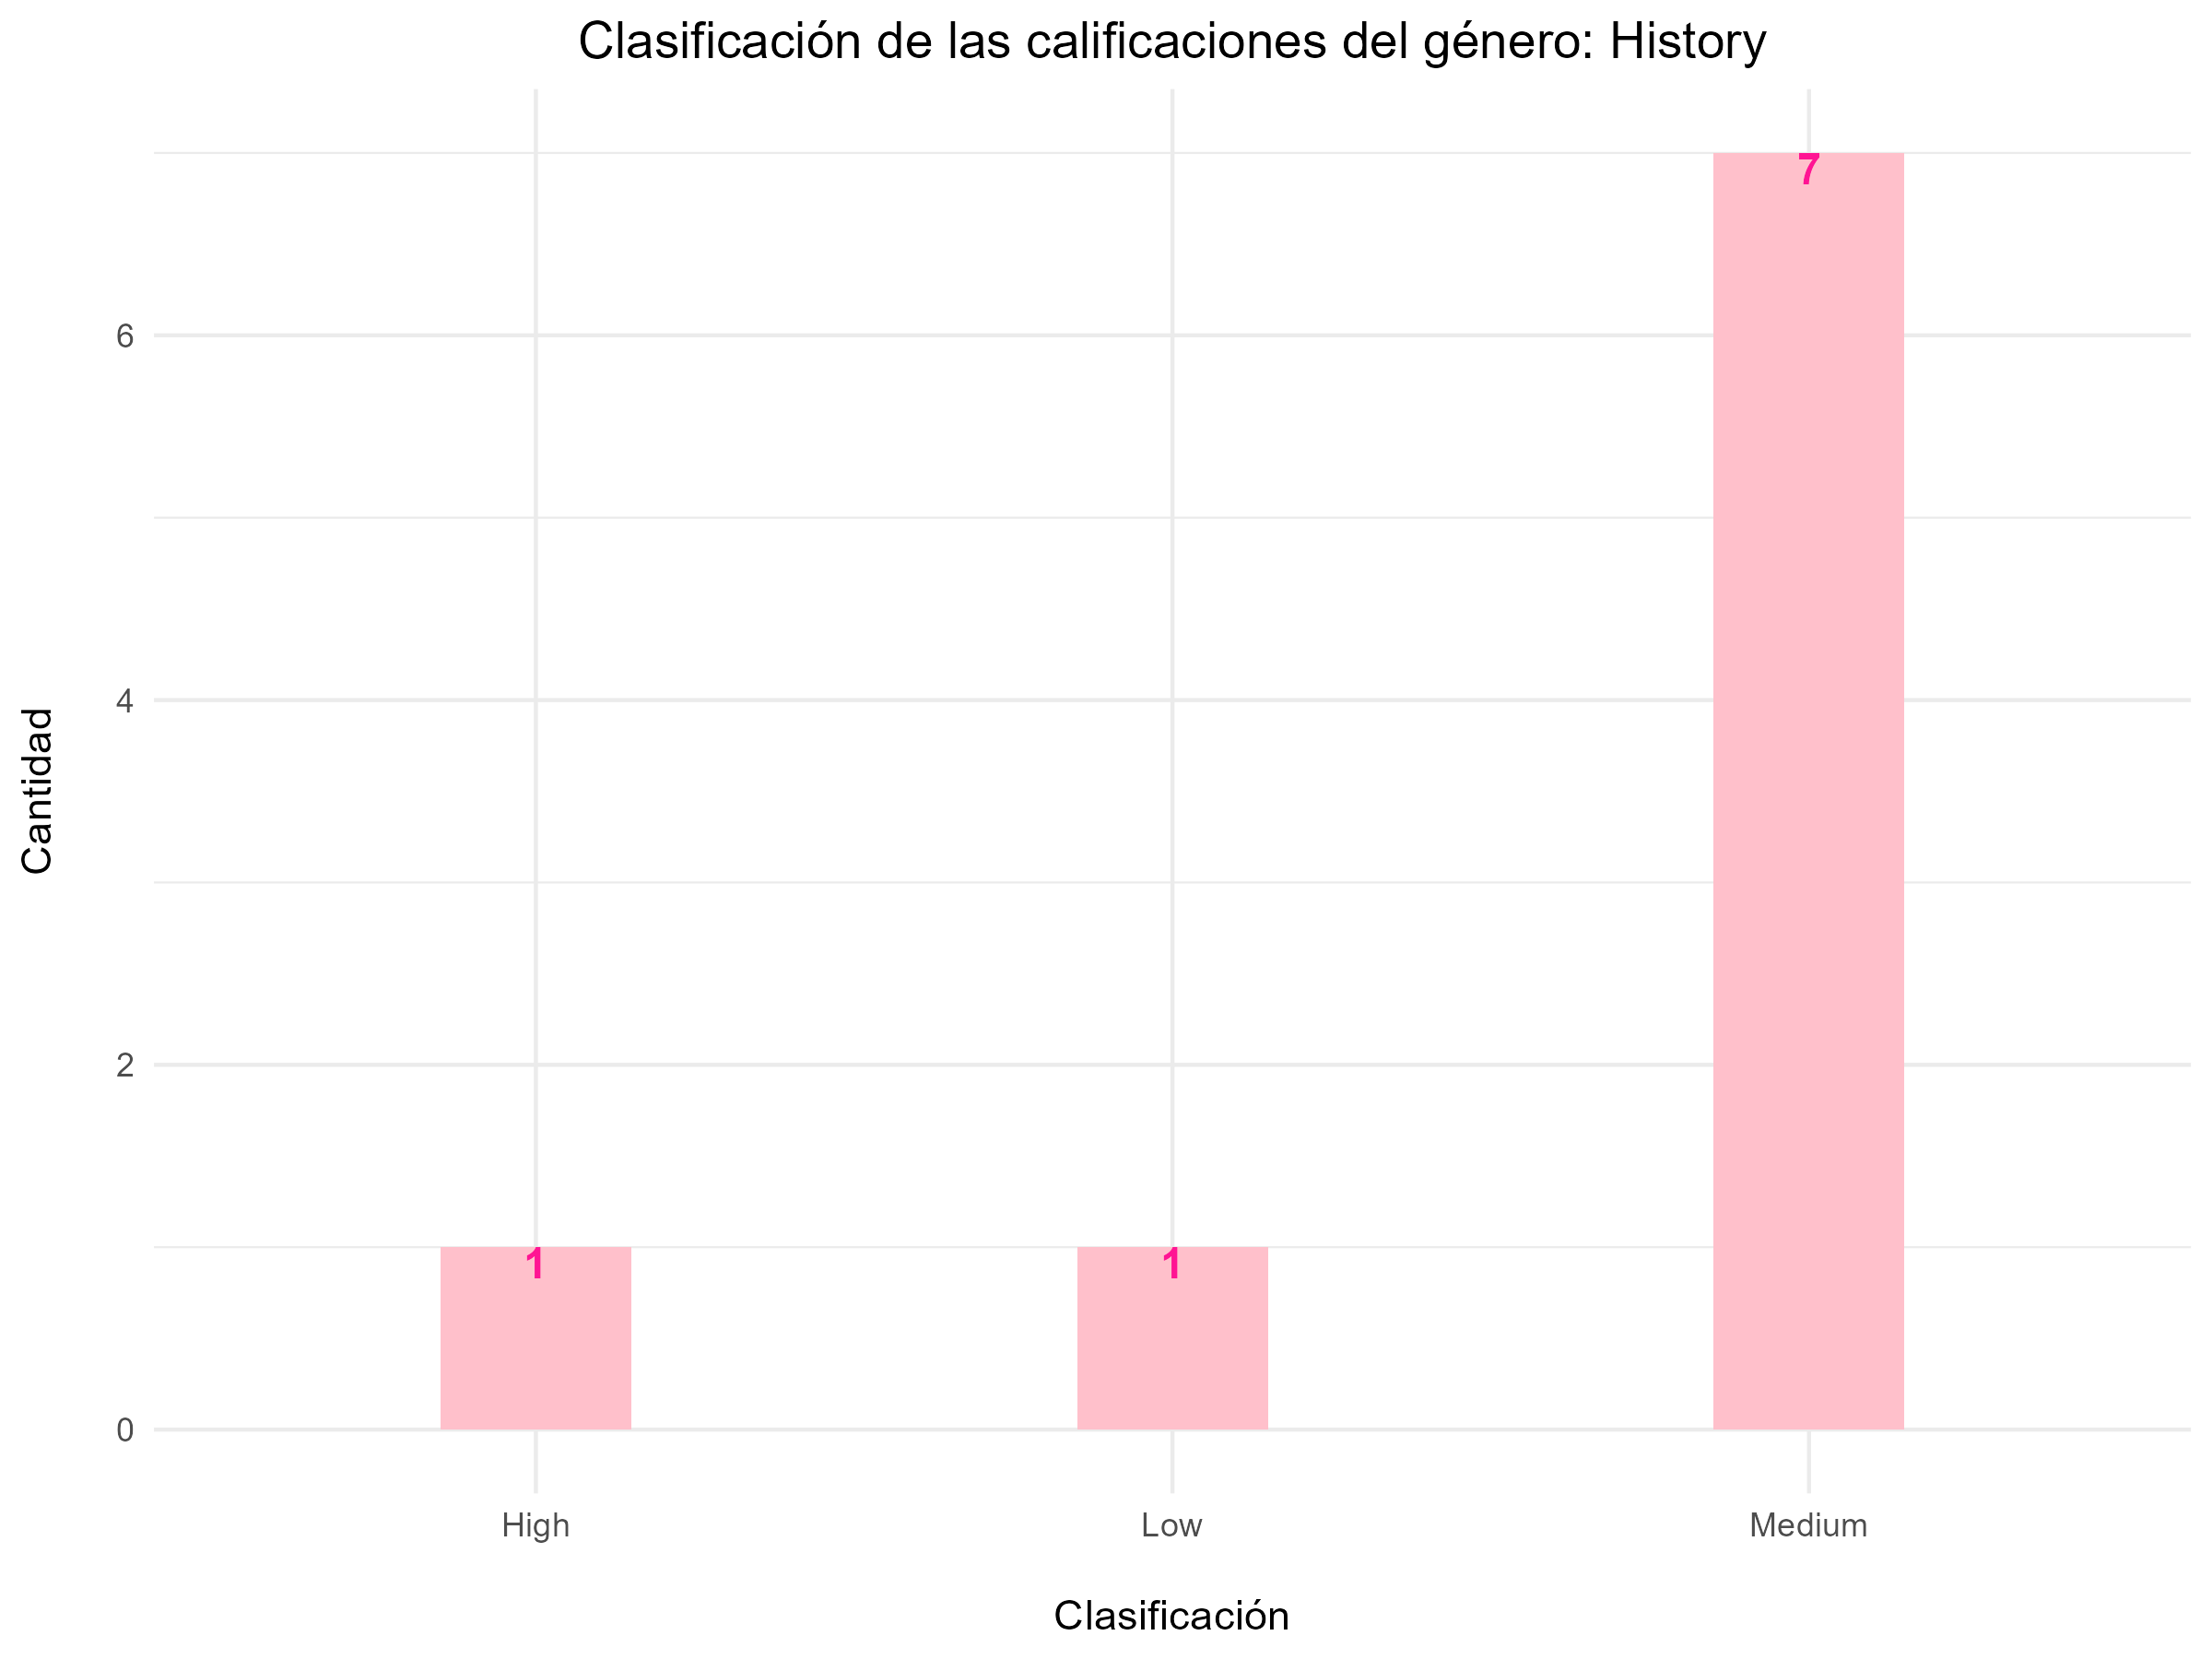 Clasificación de las calificaciones del género: History
7
6
4
2
1 1
0
Cantidad
High Low Medium
Clasificación